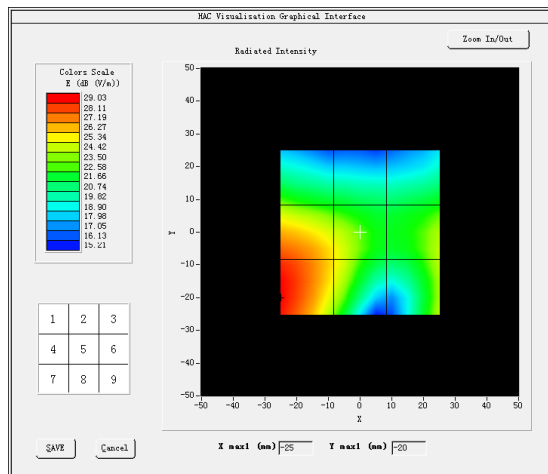 HAC Visualisation Graphical Interface
Zoom In/Out
Radiated Intensity
Colors Scale
E (dB (V/m))
29.03
28.11
27.19
26.27
25.34
24.42
23.50
22.58
21.66
20.74
19.82
18.90
17.98
17.05
16.13
15.21
50
40
30
20
10
0
-10
-20
-30
-40
-50
Y
-50 -40 -30 -20 -10 0 10 20 30 40 50
X
1 2 3
4 5 6
7 8 9
SAVE Cancel
X max1 (mm) -25 Y max1 (mm) -20